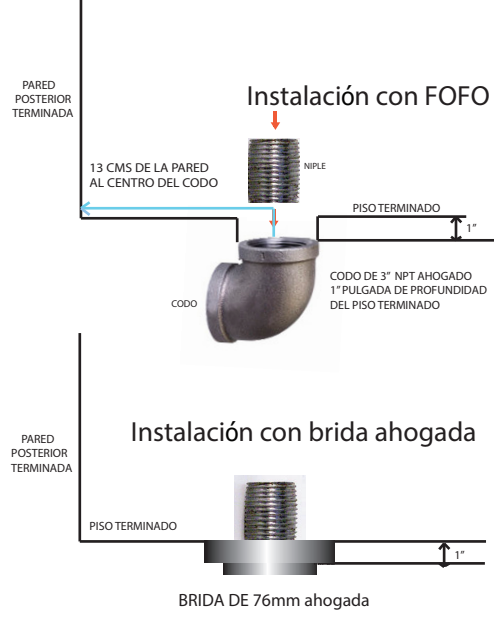 PARED
POSTERIOR
TERMINADA
Instalación con FOFO
13 CMS DE LA PARED
AL CENTRO DEL CODO
NIPLE
PISO TERMINADO
1"
CODO DE 3" NPT AHOGADO
1" PULGADA DE PROFUNDIDAD
DEL PISO TERMINADO
CODO
PARED
POSTERIOR
TERMINADA
Instalación con brida ahogada
PISO TERMINADO
1"
BRIDA DE 76mm ahogada